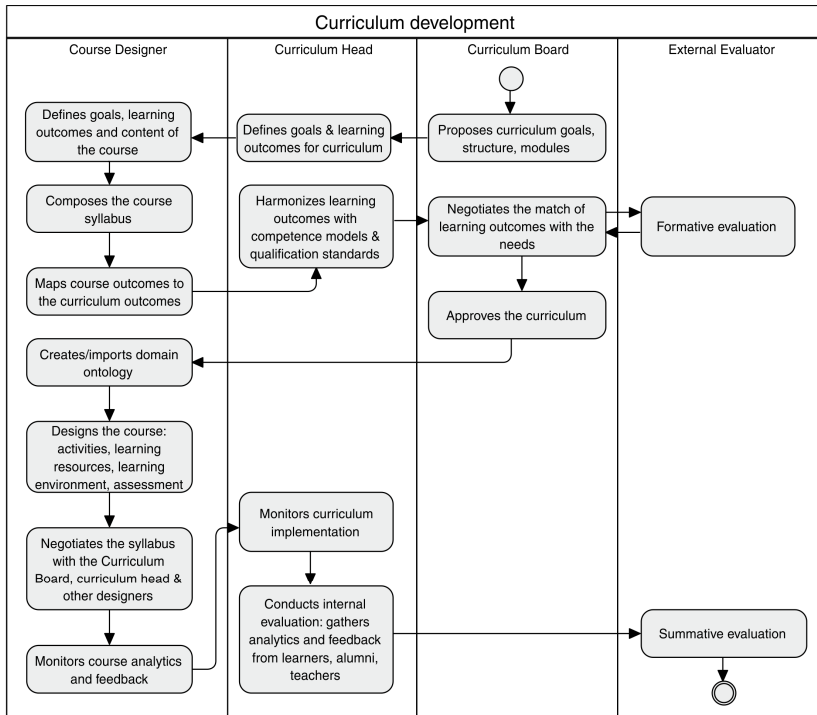 Curriculum development
Course Designer
Curriculum Head
Curriculum Board
External Evaluator
Defines goals, learning
outcomes and content of
the course
Defines goals & learning
outcomes for curriculum
Proposes curriculum goals,
structure, modules
Composes the course
syllabus
Harmonizes learning
outcomes with
competence models &
qualification standards
Negotiates the match of
learning outcomes with the
needs
Formative evaluation
Maps course outcomes to
the curriculum outcomes
Approves the curriculum
Creates/imports domain
ontology
Designs the course:
activities, learning
resources, learning
environment, assessment
Monitors curriculum
implementation
Negotiates the syllabus
with the Curriculum
Board, curriculum head &
other designers
Conducts internal
evaluation: gathers
analytics and feedback
from learners, alumni,
teachers
Summative evaluation
Monitors course analytics
and feedback